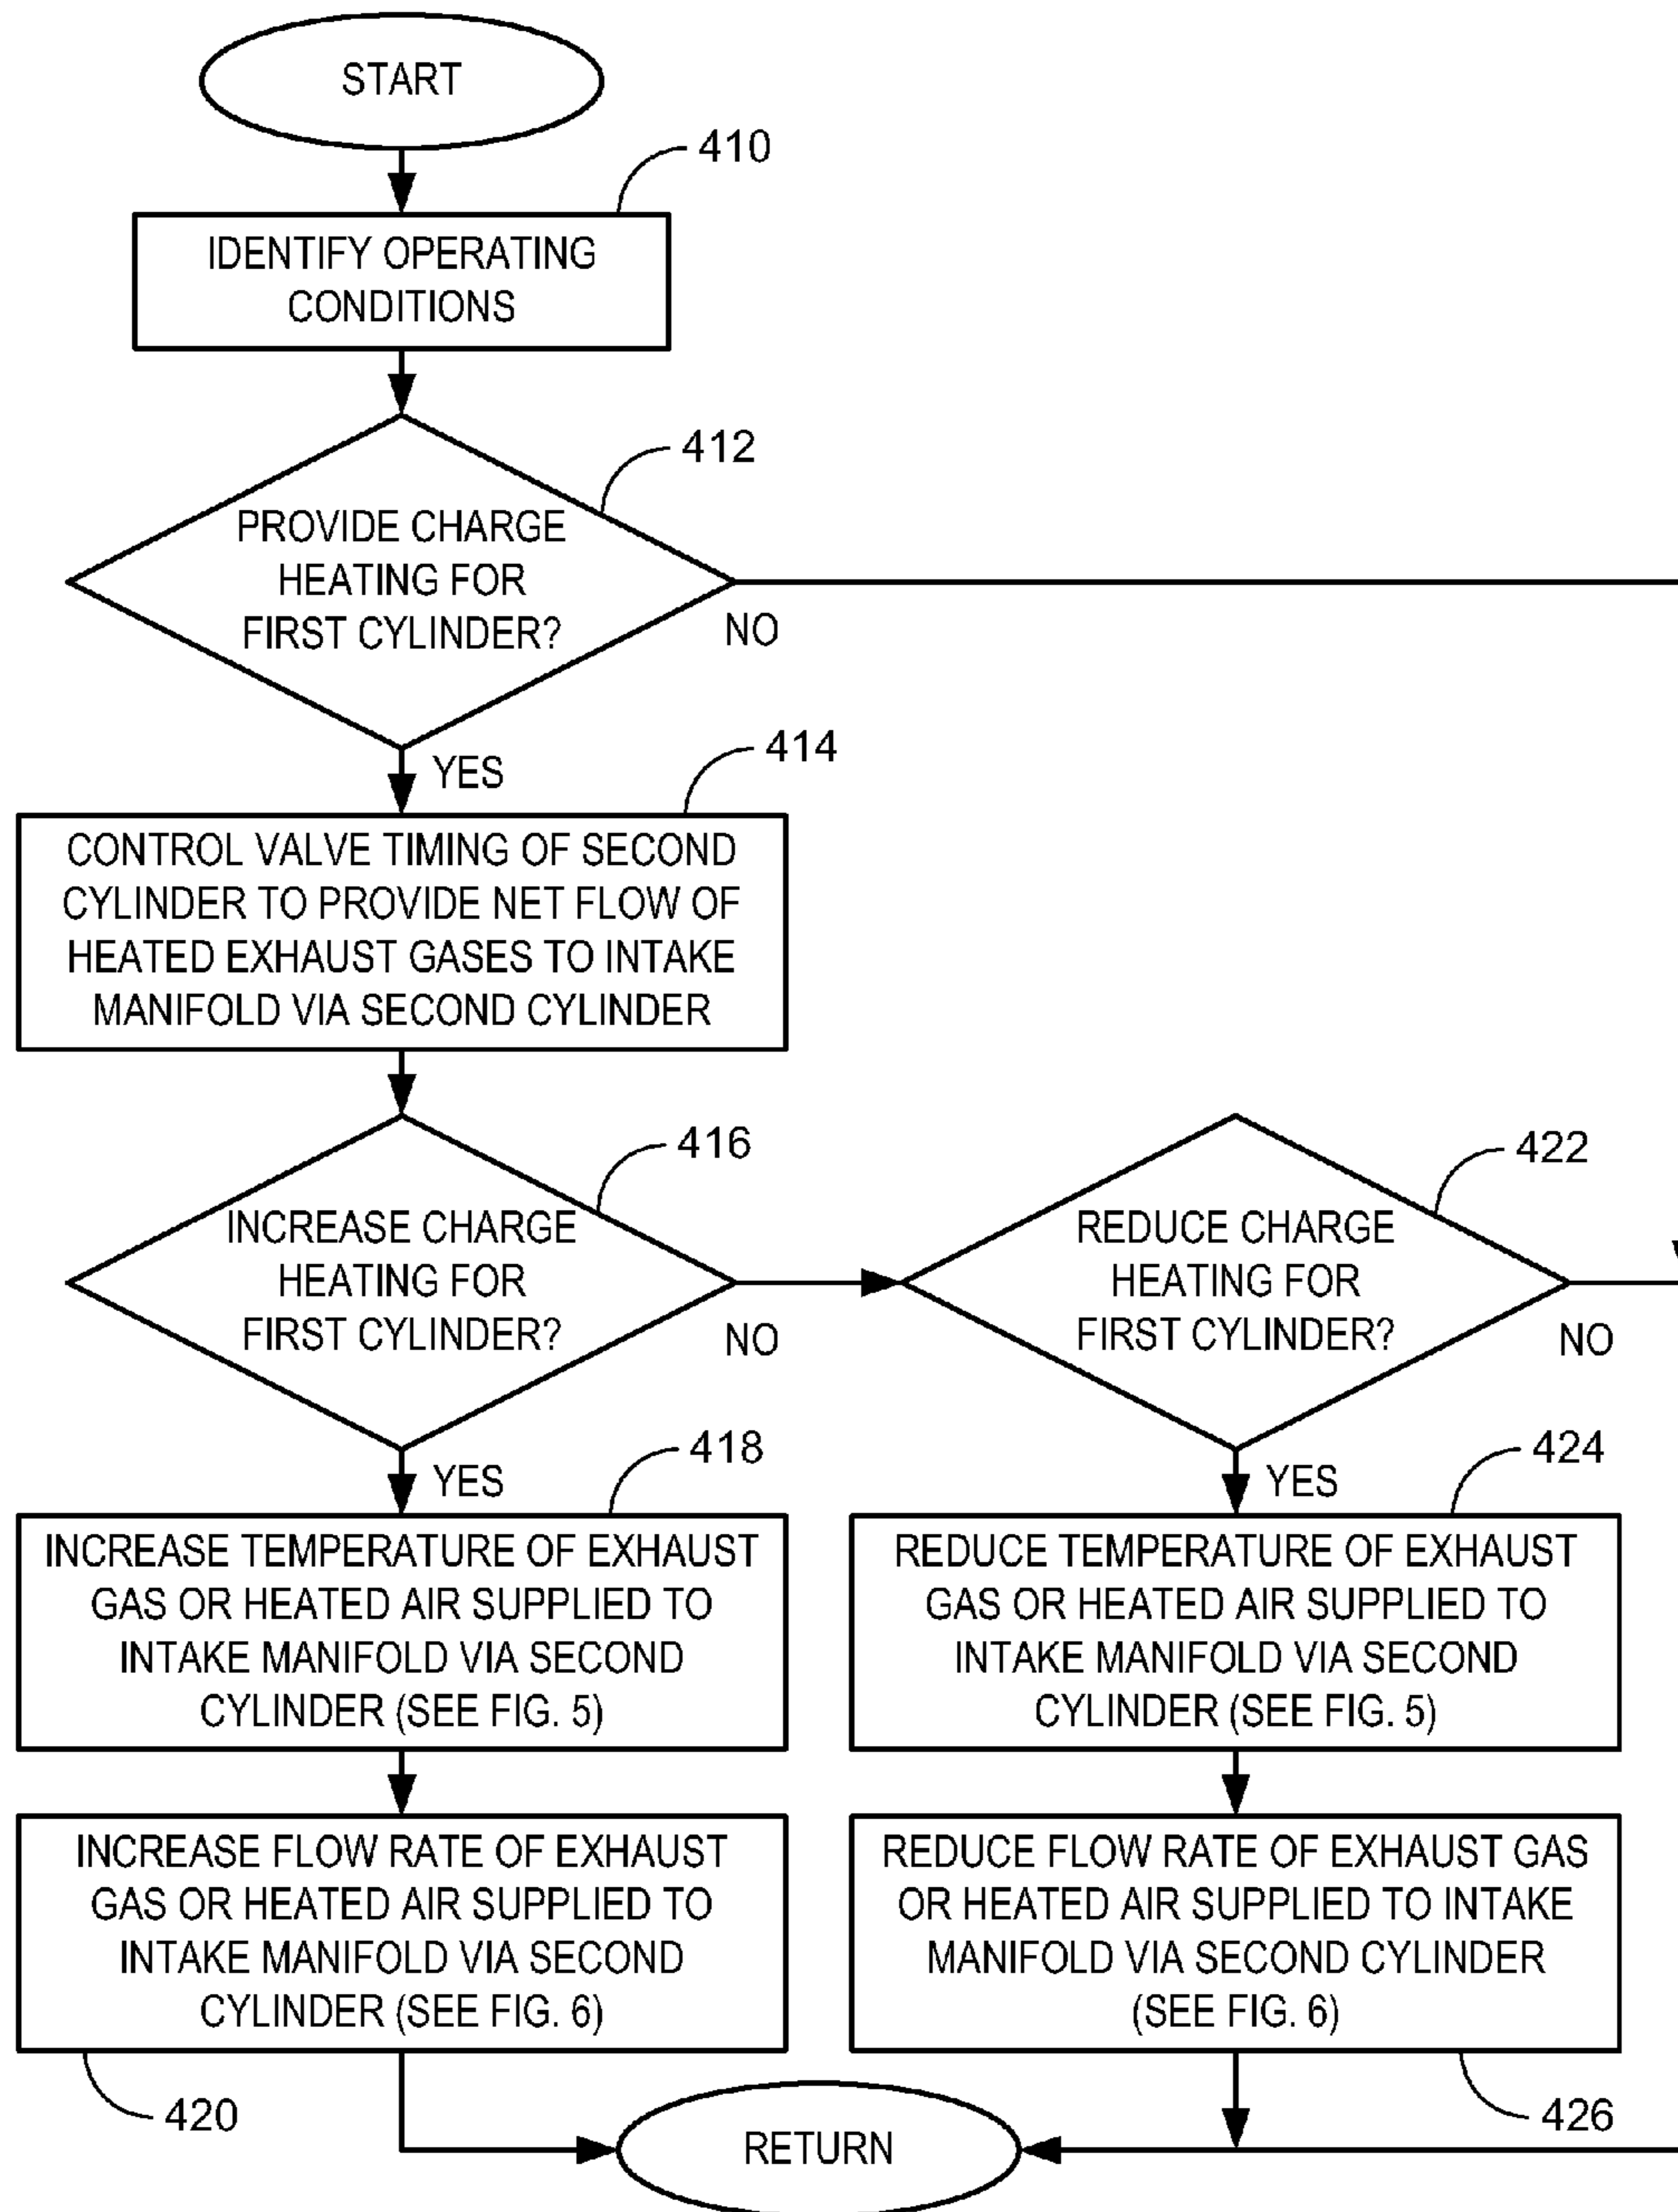 START
410
IDENTIFY OPERATING
CONDITIONS
412
PROVIDE CHARGE
HEATING FOR
FIRST CYLINDER?
NO
YES
414
CONTROL VALVE TIMING OF SECOND
CYLINDER TO PROVIDE NET FLOW OF
HEATED EXHAUST GASES TO INTAKE
MANIFOLD VIA SECOND CYLINDER
416
INCREASE CHARGE
HEATING FOR
FIRST CYLINDER?
NO
YES
422
REDUCE CHARGE
HEATING FOR
FIRST CYLINDER?
NO
YES
418
INCREASE TEMPERATURE OF EXHAUST
GAS OR HEATED AIR SUPPLIED TO
INTAKE MANIFOLD VIA SECOND
CYLINDER (SEE FIG. 5)
424
REDUCE TEMPERATURE OF EXHAUST
GAS OR HEATED AIR SUPPLIED TO
INTAKE MANIFOLD VIA SECOND
CYLINDER (SEE FIG. 5)
INCREASE FLOW RATE OF EXHAUST
GAS OR HEATED AIR SUPPLIED TO
INTAKE MANIFOLD VIA SECOND
CYLINDER (SEE FIG. 6)
420
REDUCE FLOW RATE OF EXHAUST GAS
OR HEATED AIR SUPPLIED TO INTAKE
MANIFOLD VIA SECOND CYLINDER
(SEE FIG. 6)
426
RETURN